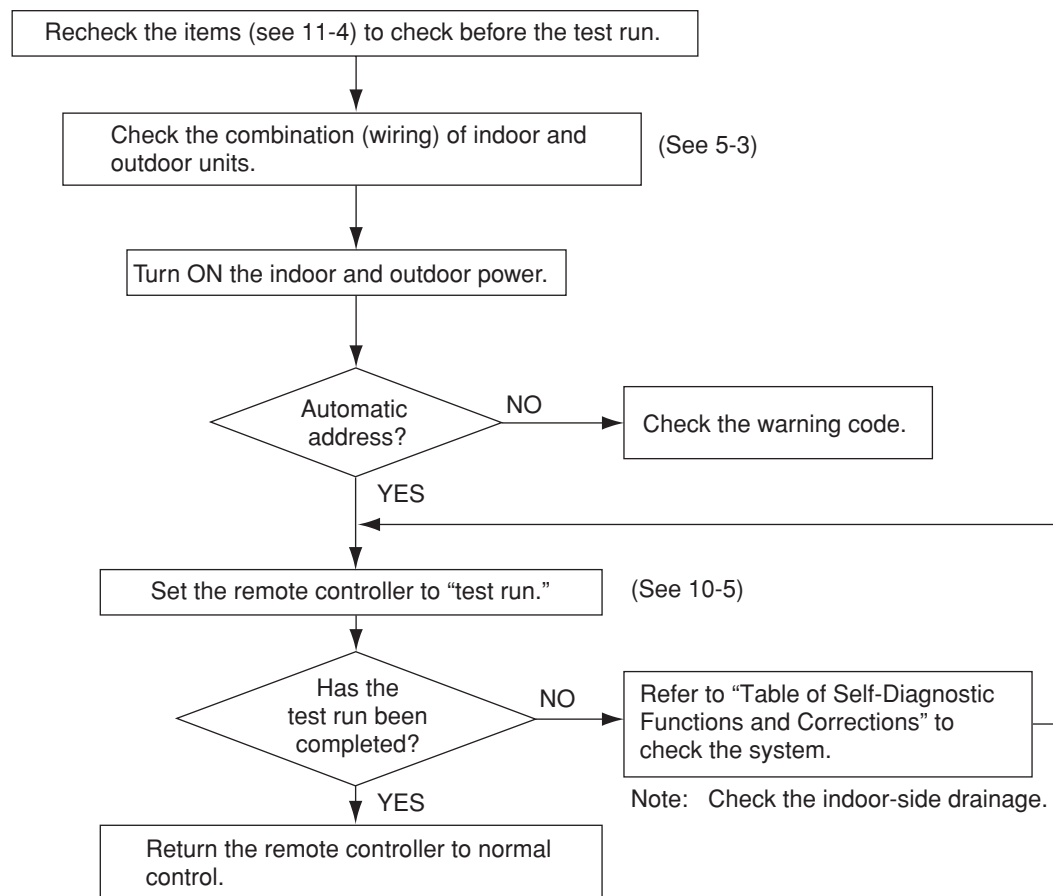 Recheck the items (see 11-4) to check before the test run.
Check the combination (wiring) of indoor and
outdoor units.
(See 5-3)
Turn ON the indoor and outdoor power.
Automatic
address?
NO
Check the warning code.
YES
Set the remote controller to “test run.”
(See 10-5)
Has the
test run been
completed?
NO
Refer to “Table of Self-Diagnostic
Functions and Corrections” to
check the system.
Note: Check the indoor-side drainage.
YES
Return the remote controller to normal
control.